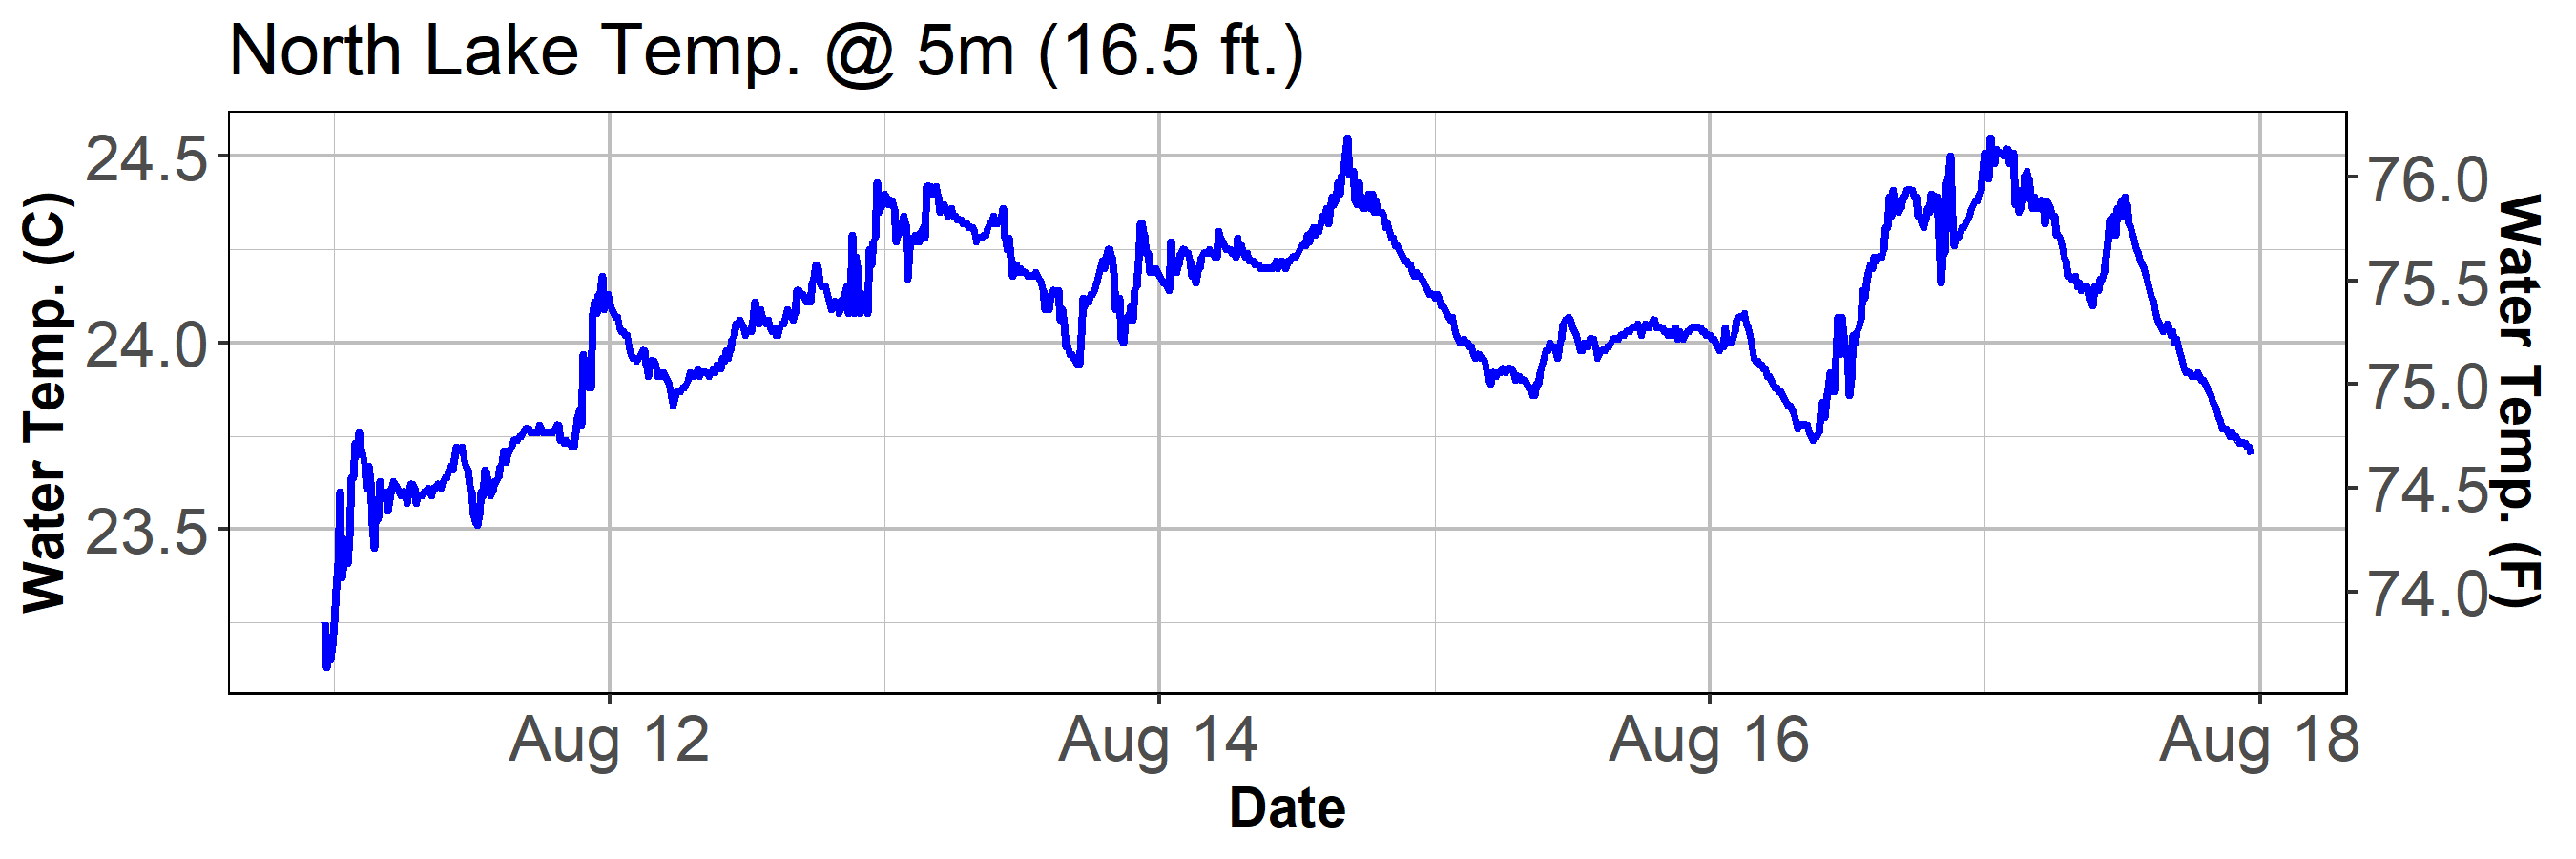 North Lake Temp. @ 5m (16.5 ft.)
Water Temp. (C)
24.5
24.0
23.5
76.0
75.5
75.0
74.5
74.0
Water Temp. (F)
Aug 12 Aug 14 Aug 16 Aug 18
Date